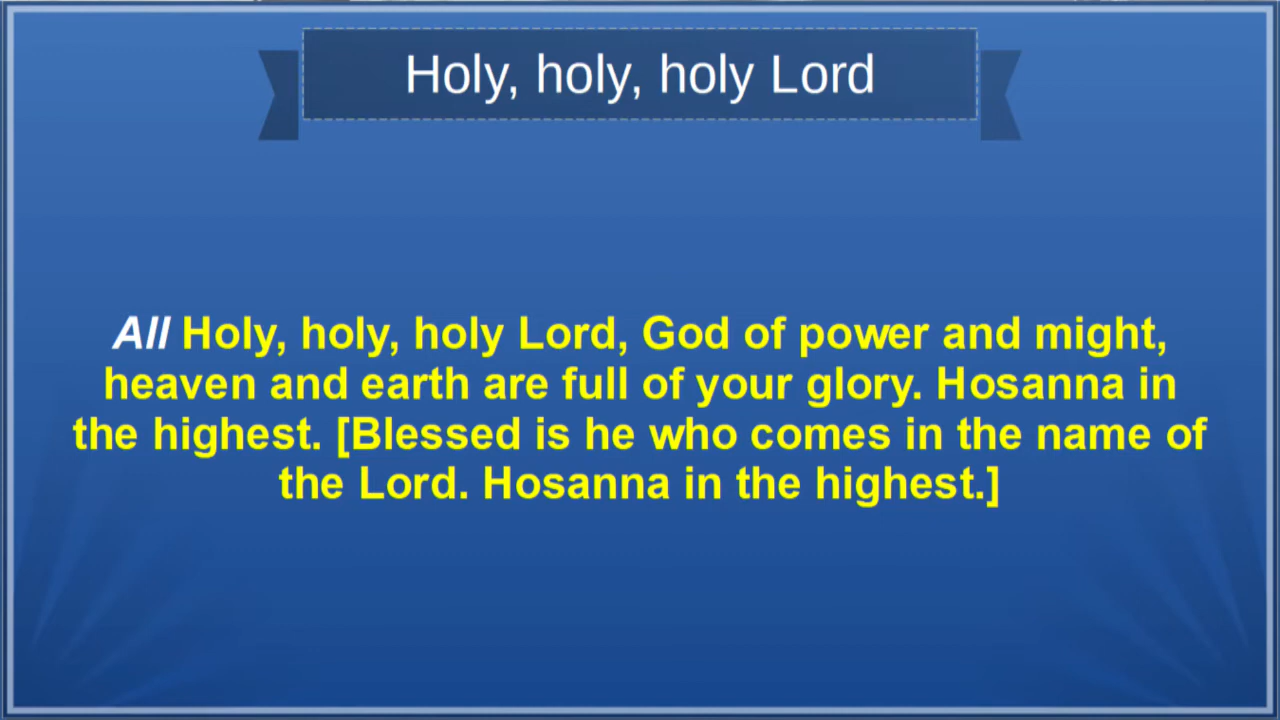 Holy, holy, holy Lord
All Holy, holy, holy Lord, God of power and might,
heaven and earth are full of your glory. Hosanna in
the highest. [Blessed is he who comes in the name of
the Lord. Hosanna in the highest.]